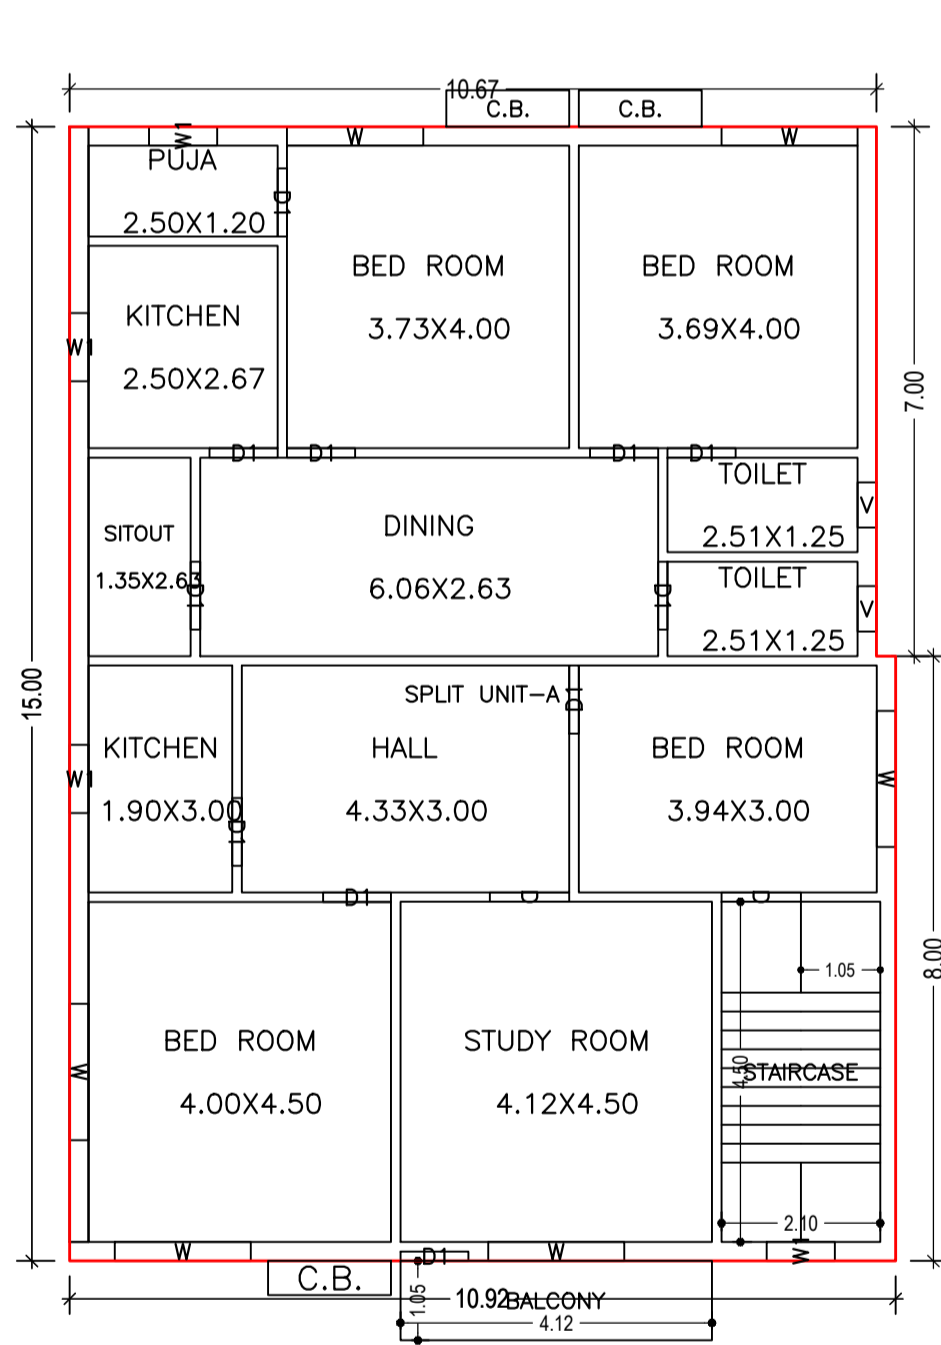 10.67
C.B.
C.B.
W1
W
W
PUJA
2.50X1.20
D1
BED ROOM
3.73X4.00
BED ROOM
3.69X4.00
KITCHEN
2.50X2.67
W1
7.00
D1
D1
D1
D1
TOILET
2.51X1.25
V
SITOUT
1.35X2.63
D1
DINING
6.06X2.63
D1
TOILET
2.51X1.25
V
15.00
SPLIT UNIT-A
D1
KITCHEN
1.90X3.00
W1
D1
HALL
4.33X3.00
BED ROOM
3.94X3.00
W
D1
D
D
8.00
1.05
BED ROOM
4.00X4.50
W
STUDY ROOM
4.12X4.50
4.50
STAIRCASE
2.10
W
D1
W
W1
C.B.
1.05
10.92
BALCONY
4.12